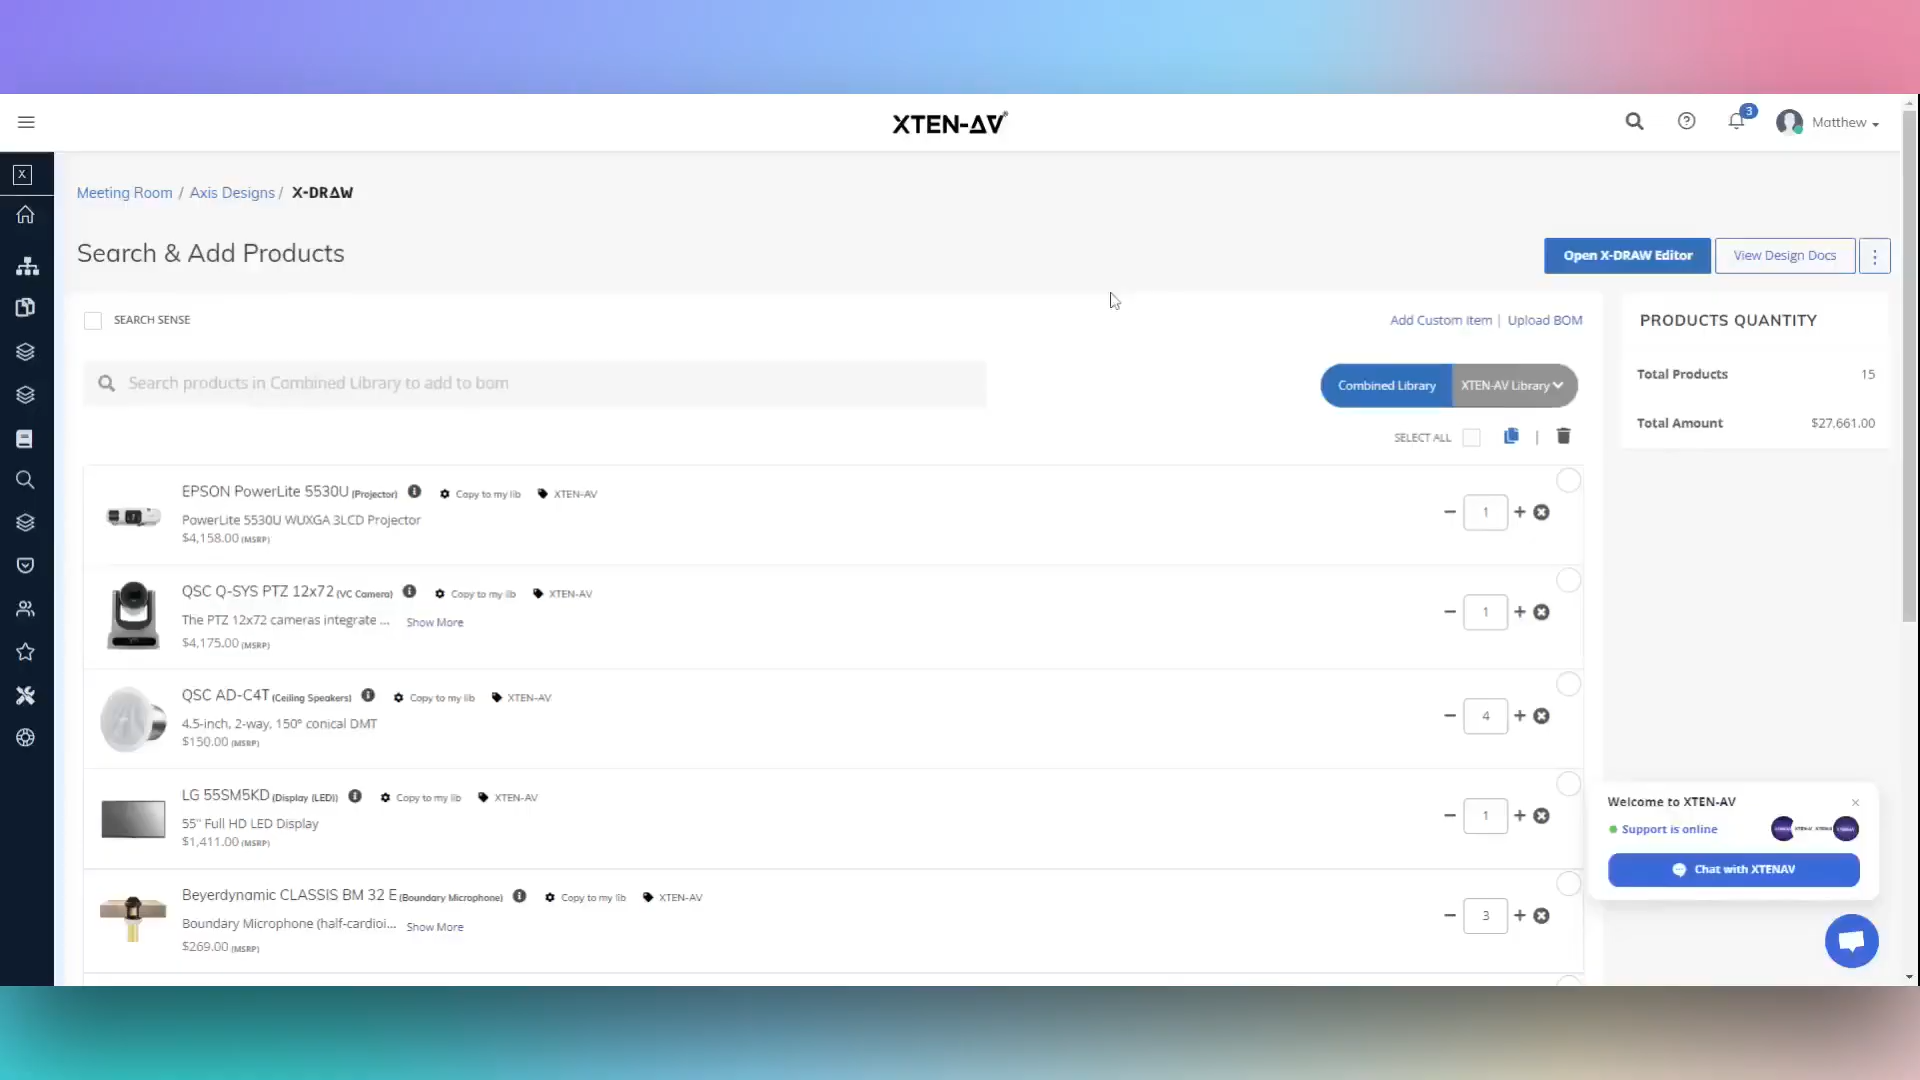 XTEN-AV®
3
Matthew
X
Meeting Room / Axis Designs / X-DRAW
Search & Add Products
Open X-DRAW Editor
View Design Docs
SEARCH SENSE
Add Custom Item | Upload BOM
PRODUCTS QUANTITY
Search products in Combined Library to add to bom
Combined Library
XTEN-AV Library
Total Products 15
Total Amount $27,661.00
SELECT ALL |
EPSON PowerLite 5530U (Projector) Copy to my lib XTEN-AV
PowerLite 5530U WUXGA 3LCD Projector
$4,158.00 (MSRP)
− 1 +
QSC Q-SYS PTZ 12x72 (VC Camera) Copy to my lib XTEN-AV
The PTZ 12x72 cameras integrate ... Show More
$4,175.00 (MSRP)
− 1 +
QSC AD-C4T (Ceiling Speakers) Copy to my lib XTEN-AV
4.5-inch, 2-way, 150° conical DMT
$150.00 (MSRP)
− 4 +
LG 55SM5KD (Display (LED)) Copy to my lib XTEN-AV
55" Full HD LED Display
$1,411.00 (MSRP)
− 1 +
Beyerdynamic CLASSIS BM 32 E (Boundary Microphone) Copy to my lib XTEN-AV
Boundary Microphone (half-cardioi... Show More
$269.00 (MSRP)
− 3 +
Welcome to XTEN-AV
Support is online
Chat with XTENAV